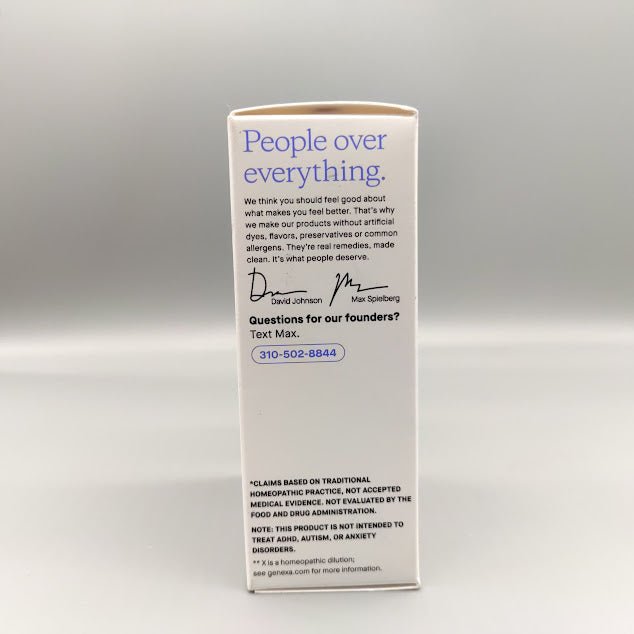 People over
everything.
We think you should feel good about
what makes you feel better. That's why
we make our products without artificial
dyes, flavors, preservatives or common
allergens. They're real remedies, made
clean. It's what people deserve.
David Johnson
Max Spielberg
Questions for our founders?
Text Max.
310-502-8844
*CLAIMS BASED ON TRADITIONAL
HOMEOPATHIC PRACTICE, NOT ACCEPTED
MEDICAL EVIDENCE. NOT EVALUATED BY THE
FOOD AND DRUG ADMINISTRATION.
NOTE: THIS PRODUCT IS NOT INTENDED TO
TREAT ADHD, AUTISM, OR ANXIETY
DISORDERS.
** X is a homeopathic dilution;
see genexa.com for more information.